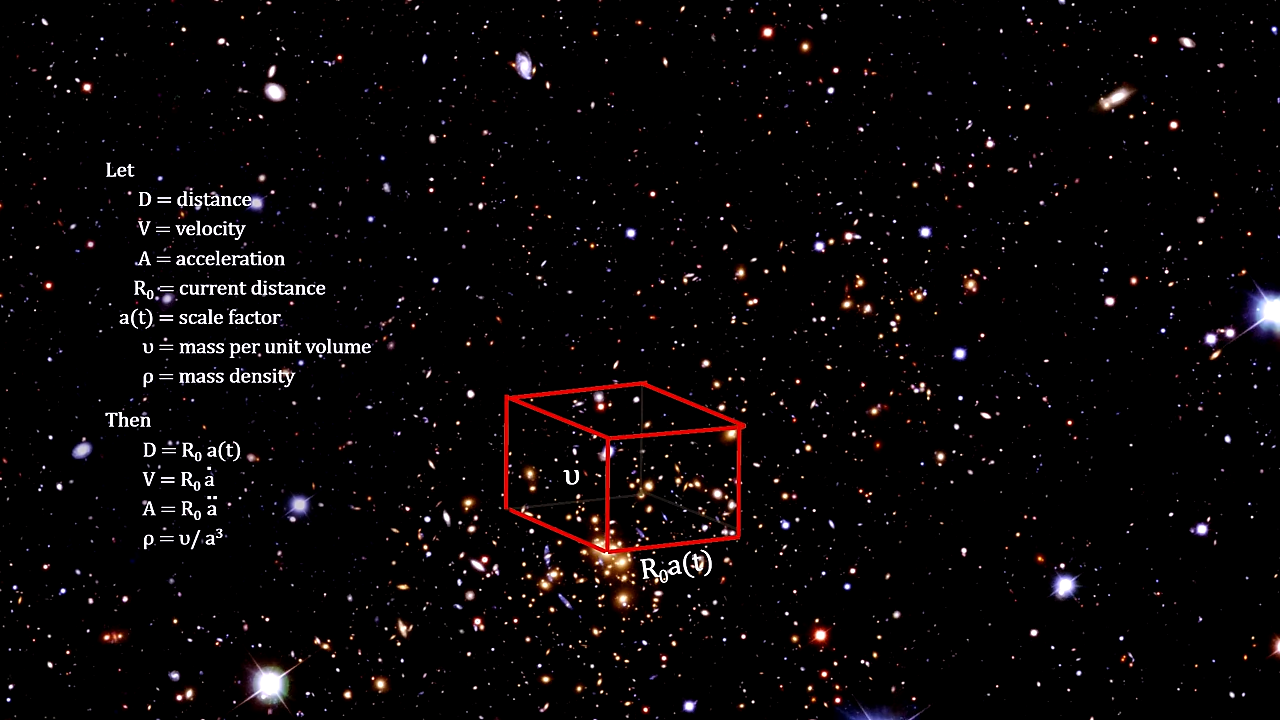 Let
D = distance
V = velocity
A = acceleration
R₀ = current distance
a(t) = scale factor
υ = mass per unit volume
ρ = mass density
Then
D = R₀ a(t)
V = R₀ ȧ
A = R₀ ä
ρ = υ/ a³
υ
R₀a(t)